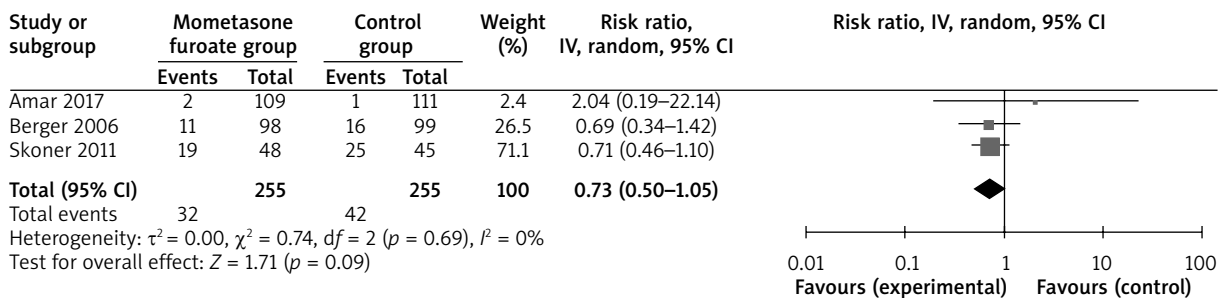 Study or subgroup Mometasone furoate group Control group Weight (%) Risk ratio, IV, random, 95% CI Risk ratio, IV, random, 95% CI
Events Total Events Total
Amar 2017 2 109 1 111 2.4 2.04 (0.19–22.14)
Berger 2006 11 98 16 99 26.5 0.69 (0.34–1.42)
Skoner 2011 19 48 25 45 71.1 0.71 (0.46–1.10)
Total (95% CI) 255 255 100 0.73 (0.50–1.05)
Total events 32 42
Heterogeneity: τ² = 0.00, χ² = 0.74, df = 2 (p = 0.69), I² = 0%
Test for overall effect: Z = 1.71 (p = 0.09)
0.01 0.1 1 10 100
Favours (experimental) Favours (control)